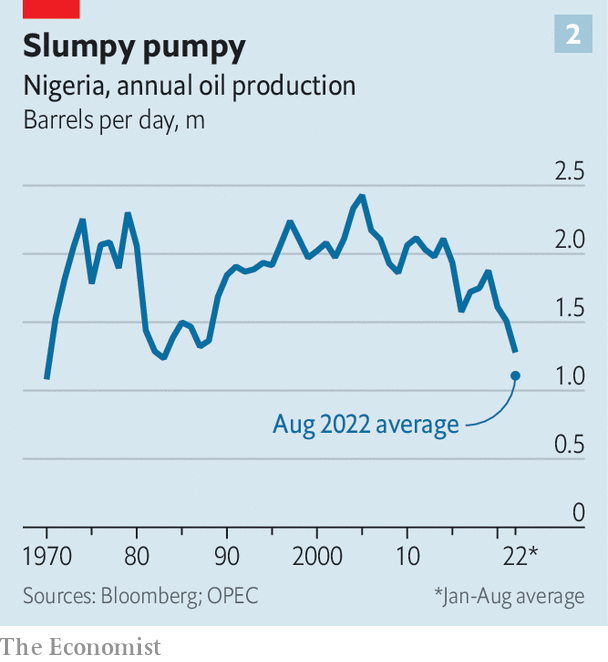 2
Slumpy pumpy
Nigeria, annual oil production
Barrels per day, m
2.5
2.0
1.5
1.0
Aug 2022 average
0.5
0
1970 80 90 2000 10 22*
Sources: Bloomberg; OPEC *Jan-Aug average
The Economist